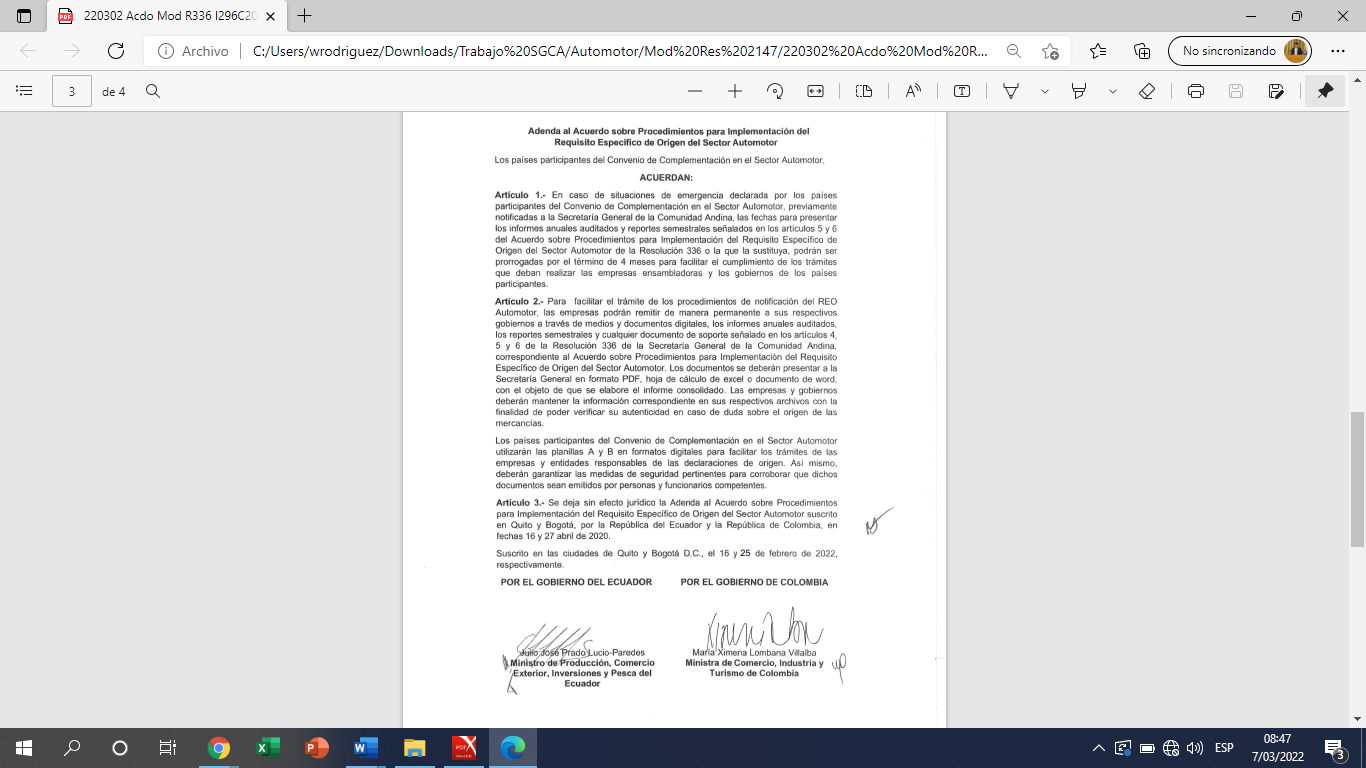 220302 Acdo Mod R336 I296C20
Archivo
C:/Users/wrodriguez/Downloads/Trabajo%20SGCA/Automotor/Mod%20Res%202147/220302%20Acdo%20Mod%20R...
No sincronizando
3
de 4
Adenda al Acuerdo sobre Procedimientos para Implementación del
Requisito Específico de Origen del Sector Automotor
Los países participantes del Convenio de Complementación en el Sector Automotor,
ACUERDAN:
Artículo 1.- En caso de situaciones de emergencia declarada por los países
participantes del Convenio de Complementación en el Sector Automotor, previamente
notificadas a la Secretaría General de la Comunidad Andina, las fechas para presentar
los informes anuales auditados y reportes semestrales señalados en los artículos 5 y 6
del Acuerdo sobre Procedimientos para Implementación del Requisito Específico de
Origen del Sector Automotor de la Resolución 336 o la que la sustituya, podrán ser
prorrogadas por el término de 4 meses para facilitar el cumplimiento de los trámites
que deban realizar las empresas ensambladoras y los gobiernos de los países
participantes.
Artículo 2.- Para facilitar el trámite de los procedimientos de notificación del REO
Automotor, las empresas podrán remitir de manera permanente a sus respectivos
gobiernos a través de medios y documentos digitales, los informes anuales auditados,
los reportes semestrales y cualquier documento de soporte señalado en los artículos 4,
5 y 6 de la Resolución 336 de la Secretaría General de la Comunidad Andina,
correspondiente al Acuerdo sobre Procedimientos para Implementación del Requisito
Específico de Origen del Sector Automotor. Los documentos se deberán presentar a la
Secretaría General en formato PDF, hoja de cálculo de excel o documento de word,
con el objeto de que se elabore el informe consolidado. Las empresas y gobiernos
deberán mantener la información correspondiente en sus respectivos archivos con la
finalidad de poder verificar su autenticidad en caso de duda sobre el origen de las
mercancías.
Los países participantes del Convenio de Complementación en el Sector Automotor
utilizarán las planillas A y B en formatos digitales para facilitar los trámites de las
empresas y entidades responsables de las declaraciones de origen. Así mismo,
deberán garantizar las medidas de seguridad pertinentes para corroborar que dichos
documentos sean emitidos por personas y funcionarios competentes.
Artículo 3.- Se deja sin efecto jurídico la Adenda al Acuerdo sobre Procedimientos
para Implementación del Requisito Específico de Origen del Sector Automotor suscrito
en Quito y Bogotá, por la República del Ecuador y la República de Colombia, en
fechas 16 y 27 abril de 2020.
Suscrito en las ciudades de Quito y Bogotá D.C., el 16 y 25 de febrero de 2022,
respectivamente.
POR EL GOBIERNO DEL ECUADOR POR EL GOBIERNO DE COLOMBIA
Julio José Prado Lucio-Paredes María Ximena Lombana Villalba
Ministro de Producción, Comercio Ministra de Comercio, Industria y
Exterior, Inversiones y Pesca del Turismo de Colombia
Ecuador
ESP
08:47
7/03/2022
3